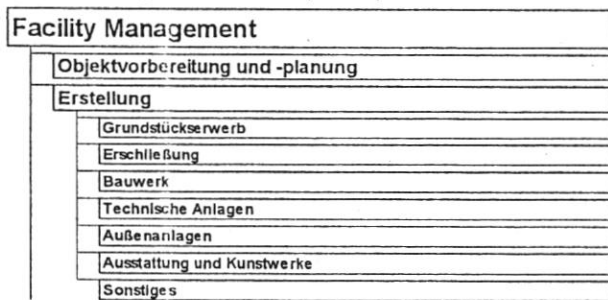 Facility Management
Objektvorbereitung und -planung
Erstellung
Grundstückserwerb
Erschließung
Bauwerk
Technische Anlagen
Außenanlagen
Ausstattung und Kunstwerke
Sonstiges